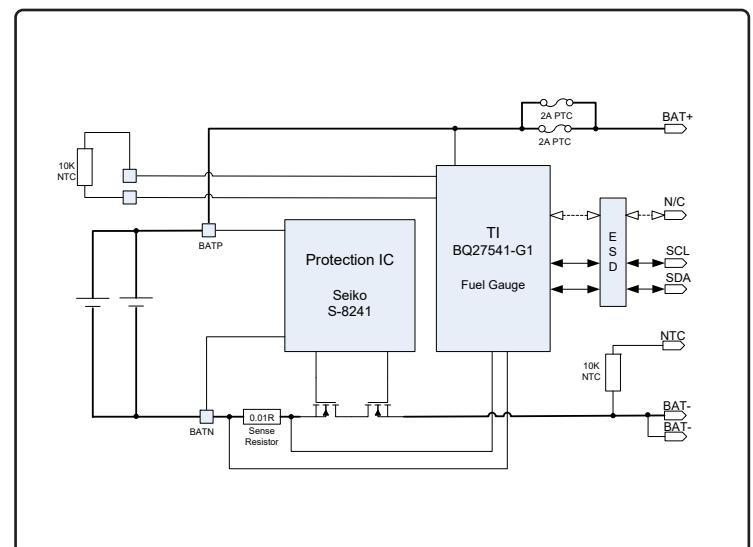 2A PTC
BAT+
2A PTC
10K
NTC
N/C
TI
BQ27541-G1
Fuel Gauge
E
S
D
BATP
Protection IC
Seiko
S-8241
SCL
SDA
NTC
10K
NTC
BAT-
BAT-
BATN
0.01R
Sense
Resistor